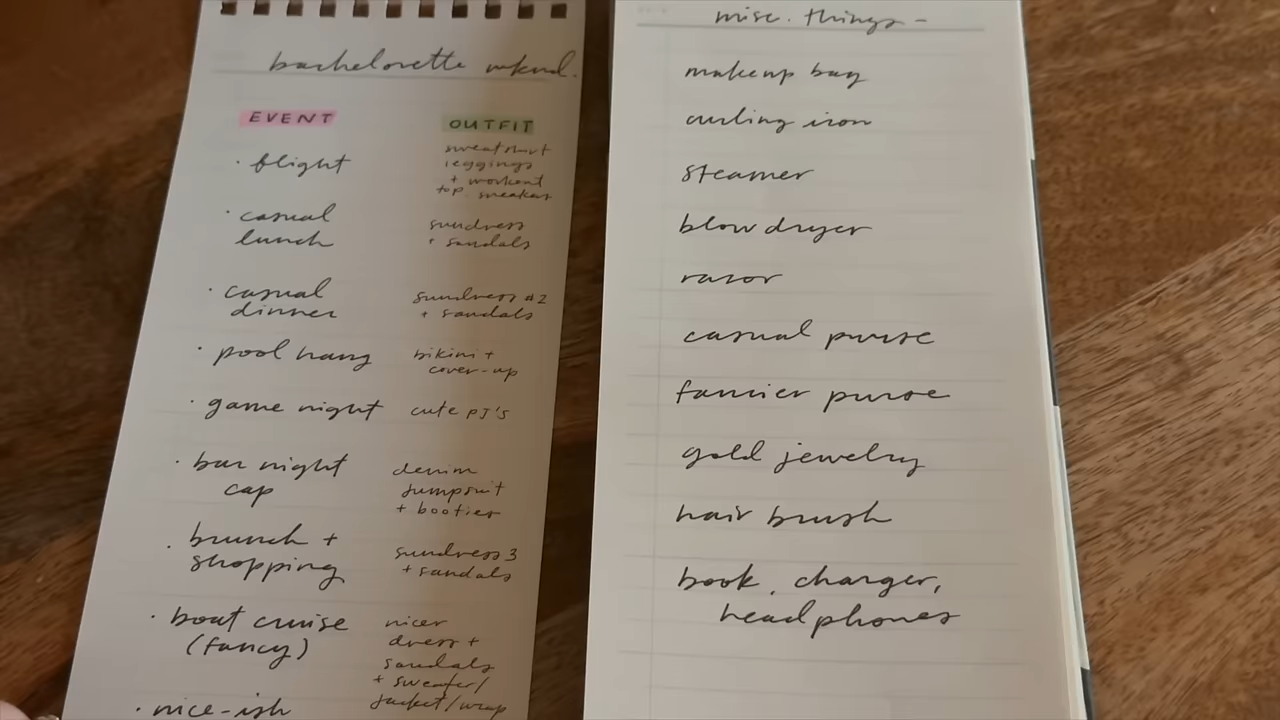 bachelorette wknd.
EVENT OUTFIT
· flight
sweatshirt
leggings
+ workout
top. sneakers
· casual
lunch
sundress
+ sandals
· casual
dinner
sundress #2
+ sandals
· pool hang
bikini +
cover-up
· game night
cute PJ's
· bar night
cap
denim
jumpsuit
+ booties
· brunch +
shopping
sundress 3
+ sandals
· boat cruise
(fancy)
nicer
dress +
sandals
+ sweater/
jacket/wrap
· nice-ish
misc. things -
makeup bag
curling iron
steamer
blow dryer
razor
casual purse
fancier purse
gold jewelry
hair brush
book, charger,
headphones